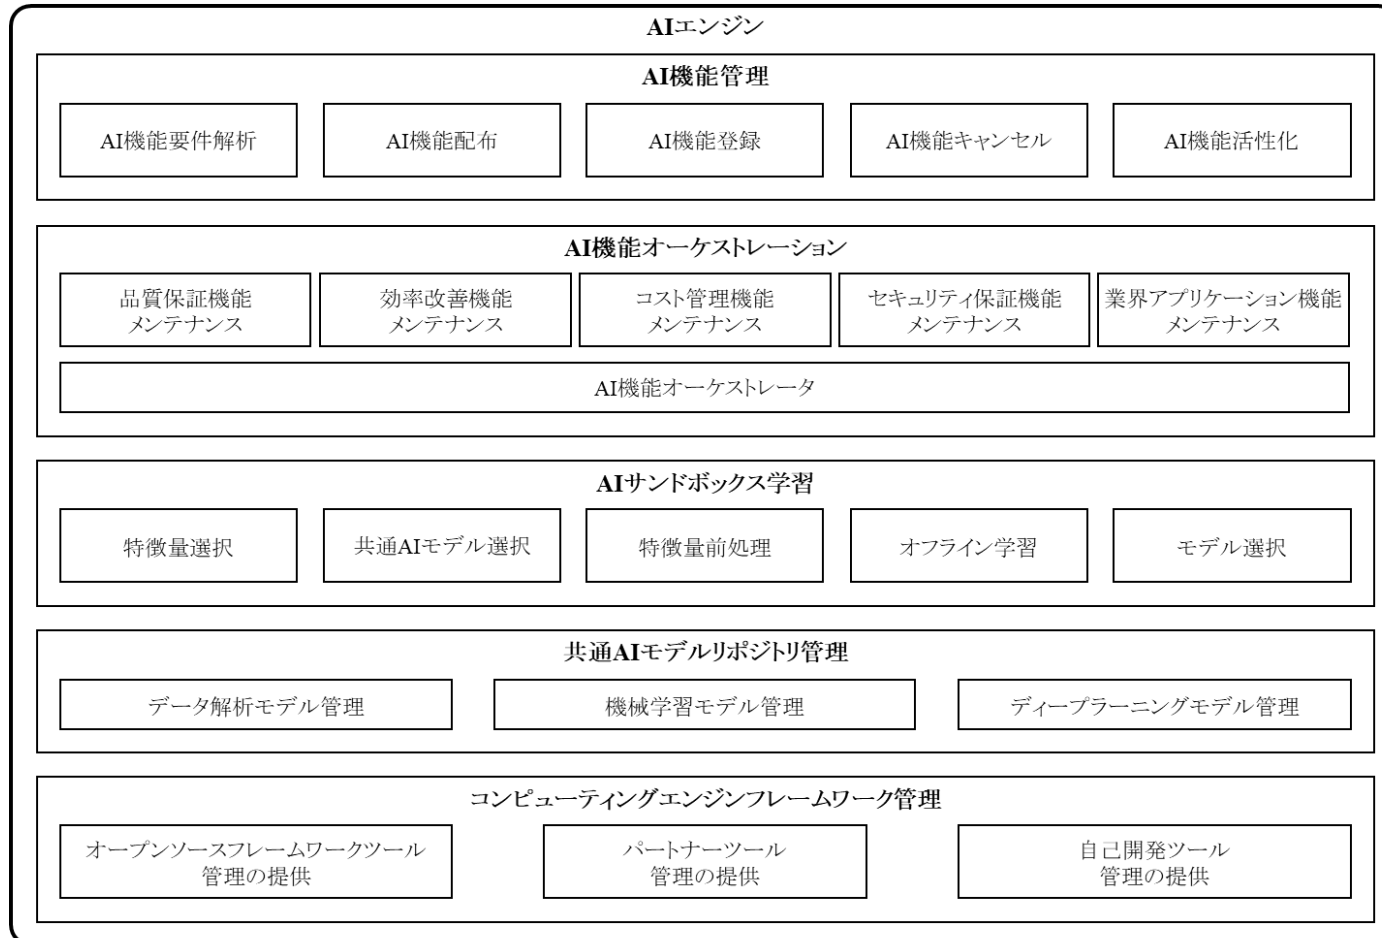 AIエンジン
AI機能管理
AI機能要件解析
AI機能配布
AI機能登録
AI機能キャンセル
AI機能活性化
AI機能オーケストレーション
品質保証機能
メンテナンス
効率改善機能
メンテナンス
コスト管理機能
メンテナンス
セキュリティ保証機能
メンテナンス
業界アプリケーション機能
メンテナンス
AI機能オーケストレータ
AIサンドボックス学習
特徴量選択
共通AIモデル選択
特徴量前処理
オフライン学習
モデル選択
共通AIモデルリポジトリ管理
データ解析モデル管理
機械学習モデル管理
ディープラーニングモデル管理
コンピューティングエンジンフレームワーク管理
オープンソースフレームワークツール
管理の提供
パートナーツール
管理の提供
自己開発ツール
管理の提供